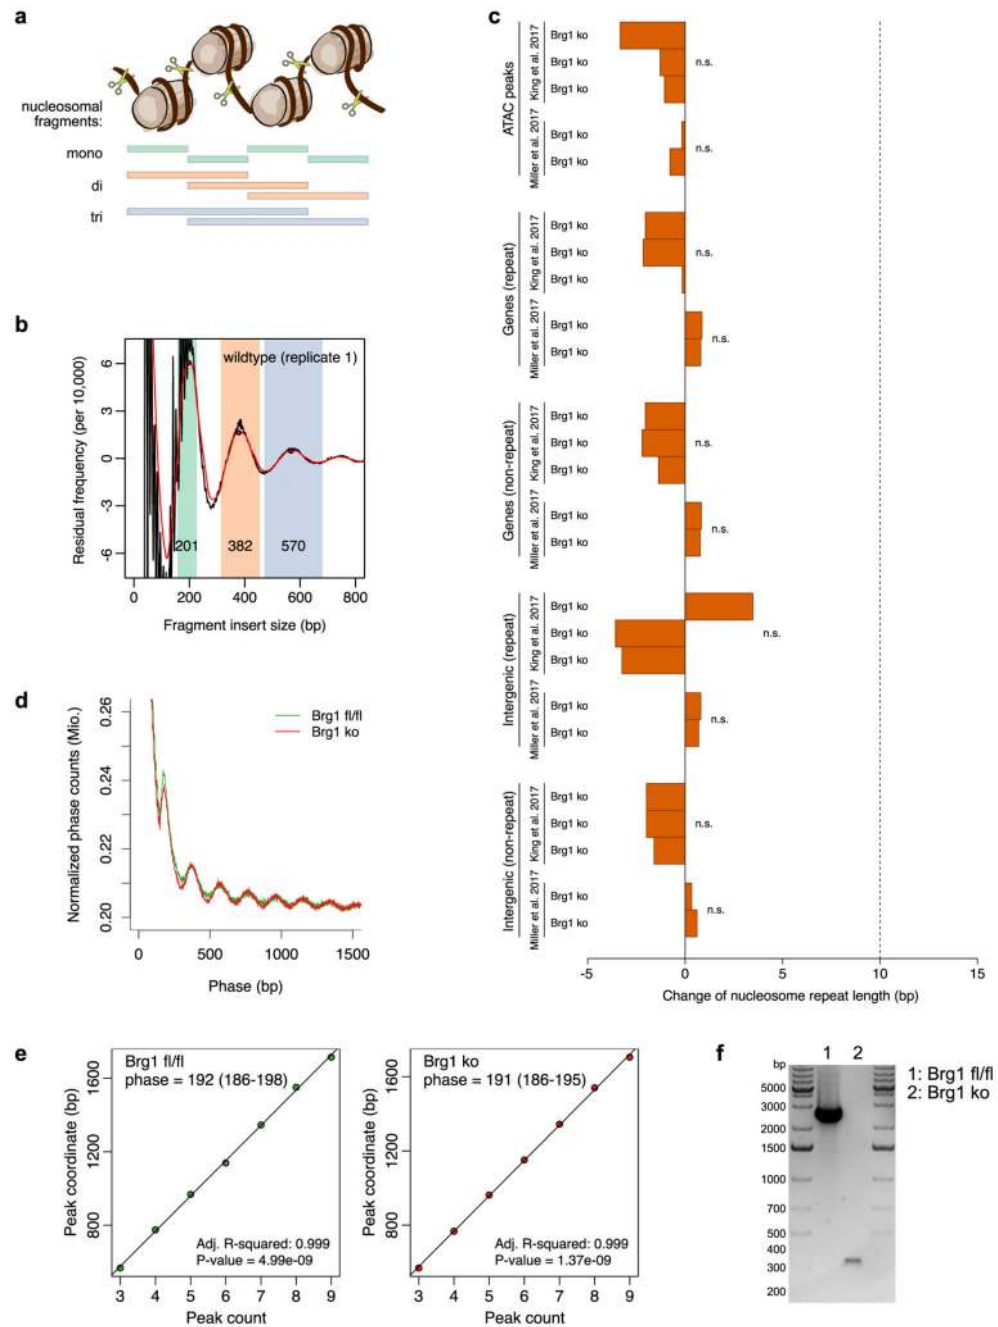 a
nucleosomal
fragments:
mono
di
tri
b
wildtype (replicate 1)
Residual frequency (per 10,000)
6
3
0
-3
-6
201
382
570
0
200
400
600
800
Fragment insert size (bp)
c
ATAC peaks
King et al. 2017
Brg1 ko
Brg1 ko
Brg1 ko
n.s.
Miller et al. 2017
Brg1 ko
Brg1 ko
n.s.
Genes (repeat)
King et al. 2017
Brg1 ko
Brg1 ko
Brg1 ko
n.s.
Miller et al. 2017
Brg1 ko
Brg1 ko
n.s.
Genes (non-repeat)
King et al. 2017
Brg1 ko
Brg1 ko
Brg1 ko
n.s.
Miller et al. 2017
Brg1 ko
Brg1 ko
n.s.
Intergenic (repeat)
King et al. 2017
Brg1 ko
Brg1 ko
Brg1 ko
n.s.
Miller et al. 2017
Brg1 ko
Brg1 ko
n.s.
Intergenic (non-repeat)
King et al. 2017
Brg1 ko
Brg1 ko
Brg1 ko
n.s.
Miller et al. 2017
Brg1 ko
Brg1 ko
n.s.
-5
0
5
10
15
Change of nucleosome repeat length (bp)
d
Normalized phase counts (Mio.)
0.26
0.24
0.22
0.20
Brg1 fl/fl
Brg1 ko
0
500
1000
1500
Phase (bp)
e
Peak coordinate (bp)
1600
1200
800
Brg1 fl/fl
phase = 192 (186-198)
Adj. R-squared: 0.999
P-value = 4.99e-09
3 4 5 6 7 8 9
Peak count
Peak coordinate (bp)
1600
1200
800
Brg1 ko
phase = 191 (186-195)
Adj. R-squared: 0.999
P-value = 1.37e-09
3 4 5 6 7 8 9
Peak count
f
1 2
bp
5000
3000
2000
1500
1000
700
500
400
300
200
1: Brg1 fl/fl
2: Brg1 ko